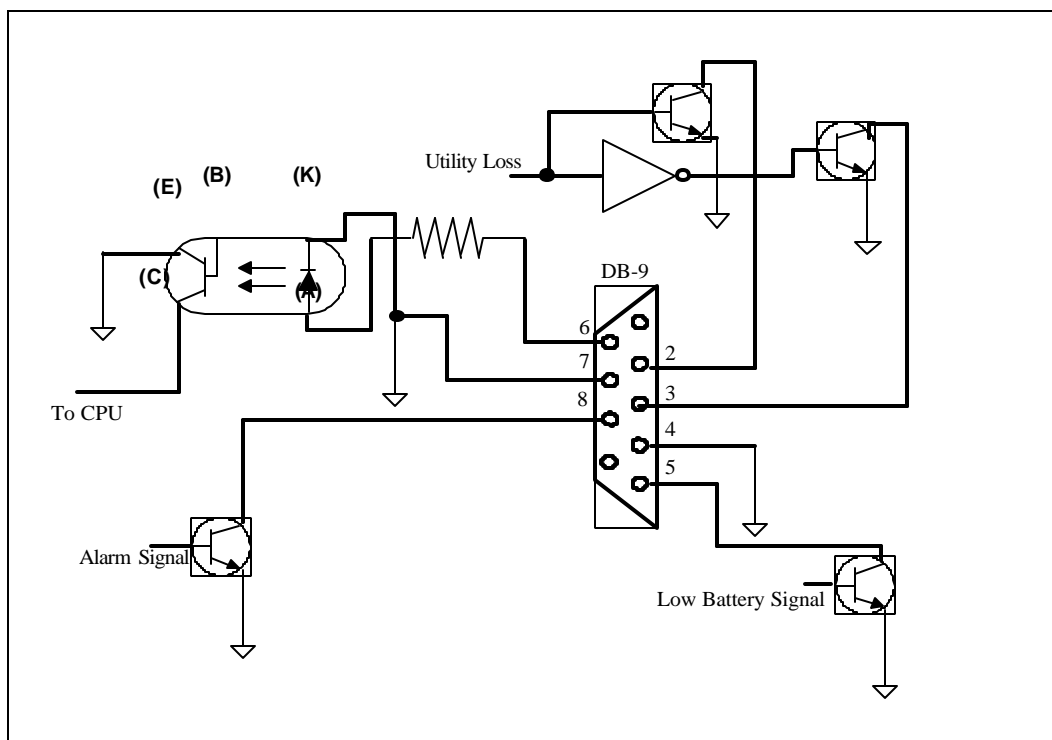 Utility Loss
(E)
(B)
(K)
(C)
(A)
DB-9
6
2
7
3
8
4
5
To CPU
Alarm Signal
Low Battery Signal